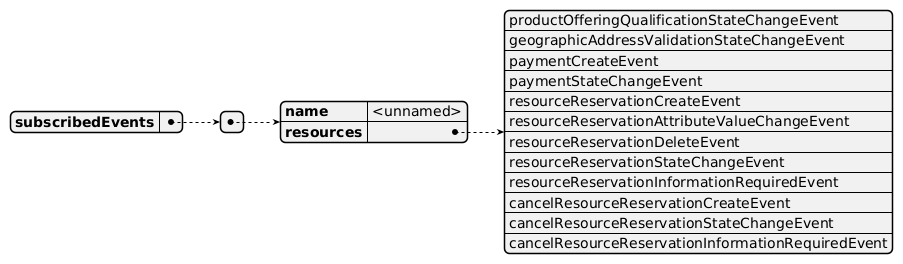 subscribedEvents
name <unnamed>
resources
productOfferingQualificationStateChangeEvent
geographicAddressValidationStateChangeEvent
paymentCreateEvent
paymentStateChangeEvent
resourceReservationCreateEvent
resourceReservationAttributeValueChangeEvent
resourceReservationDeleteEvent
resourceReservationStateChangeEvent
resourceReservationInformationRequiredEvent
cancelResourceReservationCreateEvent
cancelResourceReservationStateChangeEvent
cancelResourceReservationInformationRequiredEvent